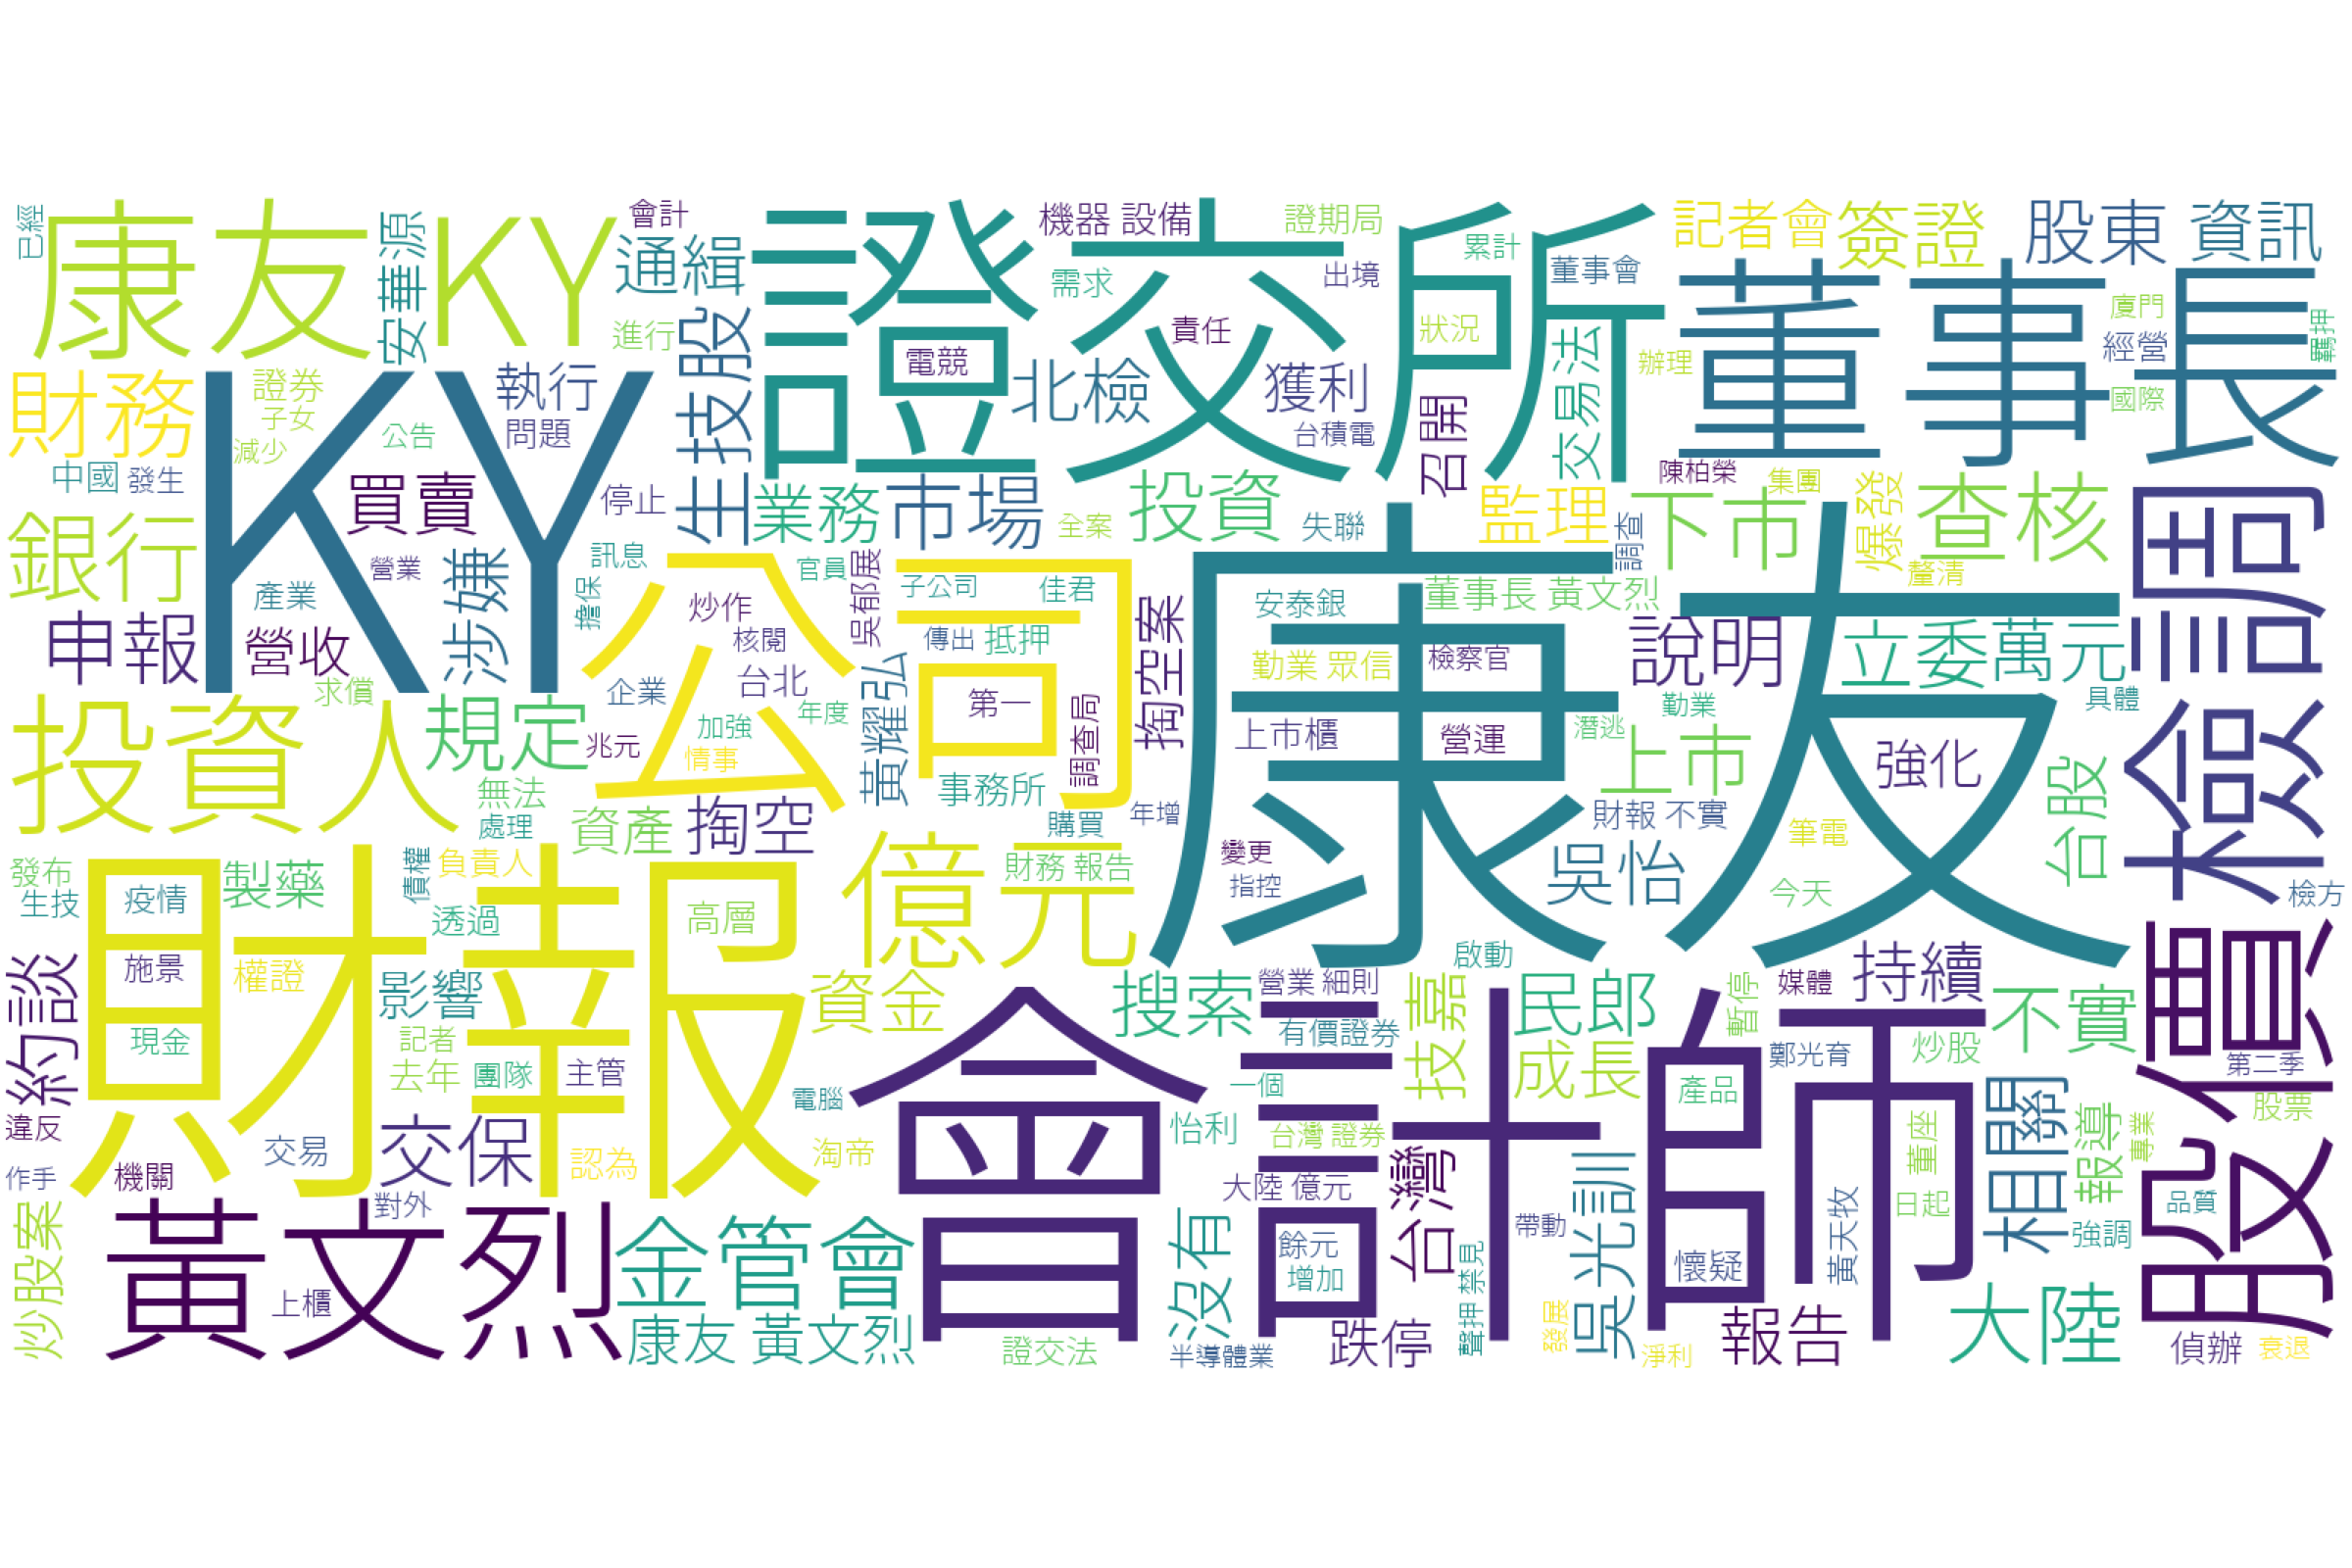 已經
康友 KY
安華源
會計
通緝
進行
證交所
機器 設備
需求
證期局
出境
累計
董事會
狀況
責任
電競
記者會
簽證
股東
資訊
董事長
廈門
經營
國際
羈押
辦理
交易法
財務
證券
子女
減少
公告
執行
問題
KY
生技股
北檢
獲利
台積電
召開
中國
發生
買賣
停止
業務
市場
全案
投資
失聯
監理
調查
陳柏榮
集團
下市
爆發
查核
釐清
檢調
銀行
產業
營業
涉嫌
訊息
擔保
公司
官員
炒作
核閱
吳郁展
子公司
佳君
傳出
抵押
掏空案
安泰銀
勤業 眾信
檢察官
董事長 黃文烈
康友
說明
立委
萬元
具體
申報
營收
求償
企業
台北
兆元
加強
年度
情事
黃耀弘
第一
事務所
調查局
上市櫃
營運
潛逃
勤業
上市
強化
投資人
規定
無法
處理
資產
掏空
購買
年增
財報 不實
筆電
台股
財報
發布
生技
疫情
製藥
債權
負責人
透過
高層
億元
財務 報告
變更
指控
吳怡
今天
檢方
約談
施景
權證
現金
影響
記者
去年
團隊
主管
資金
電腦
搜索
營業 細則
啟動
有價證券
技嘉
民郎
成長
暫停
媒體
持續
不實
鄭光育
炒股
第二季
股價
股票
違反
作手
機關
交易
交保
認為
淘帝
會計師
怡利
一個
台灣 證券
產品
相關
董座
報導
專業
炒股案
黃文烈
對外
上櫃
金管會
康友 黃文烈
證交法
沒有
大陸 億元
餘元
增加
台灣
聲押 禁見
帶動
吳光訓
懷疑
黃天牧
日起
強調
品質
半導體業
跌停
發展
淨利
報告
大陸
偵辦
衰退